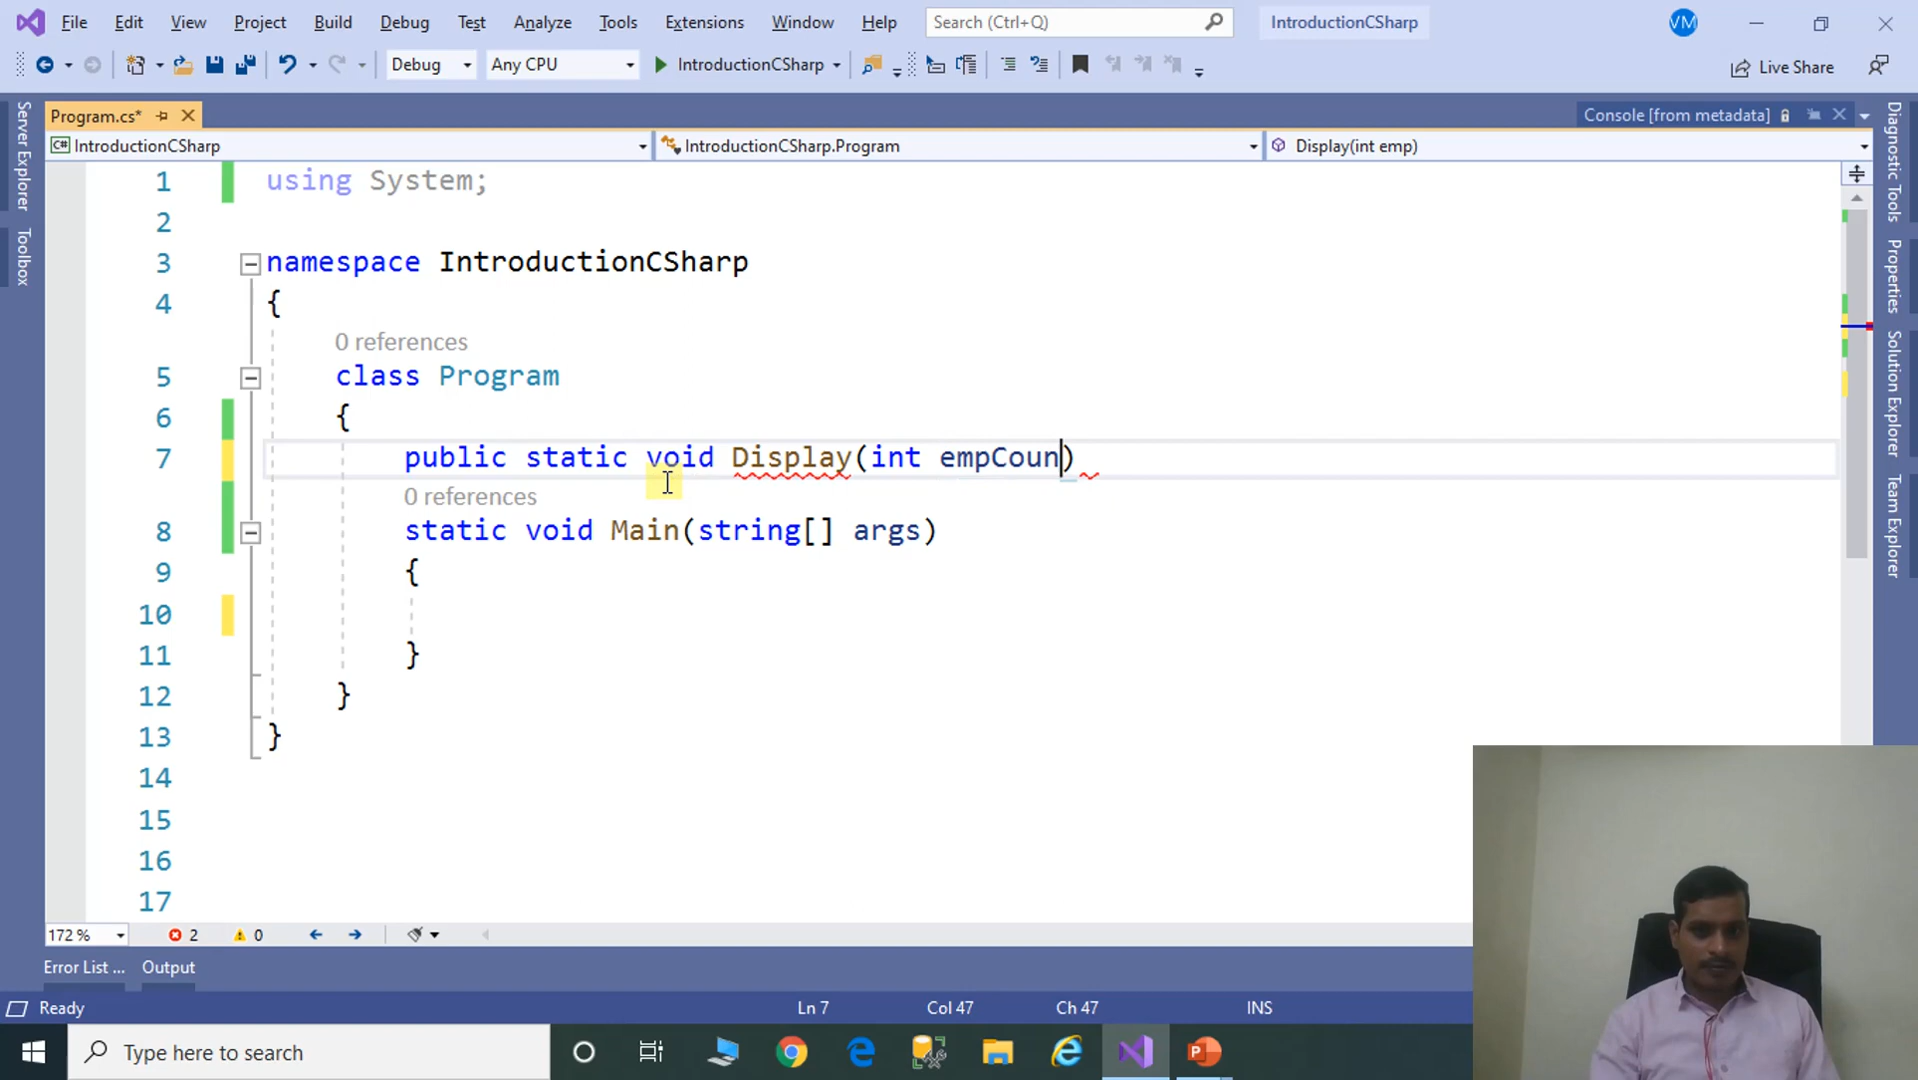 File Edit View Project Build Debug Test Analyze Tools Extensions Window Help Search (Ctrl+Q) IntroductionCSharp VM
Debug Any CPU IntroductionCSharp Live Share
Program.cs* Console [from metadata]
C# IntroductionCSharp IntroductionCSharp.Program Display(int emp)
Server Explorer
Toolbox
Diagnostic Tools
Properties
Solution Explorer
Team Explorer
1 using System;
2
3 namespace IntroductionCSharp
4 {
0 references
5 class Program
6 {
7 public static void Display(int empCoun)
0 references
8 static void Main(string[] args)
9 {
10
11 }
12 }
13 }
14
15
16
17
172 % 2 0
Error List ... Output
Ready Ln 7 Col 47 Ch 47 INS
Type here to search